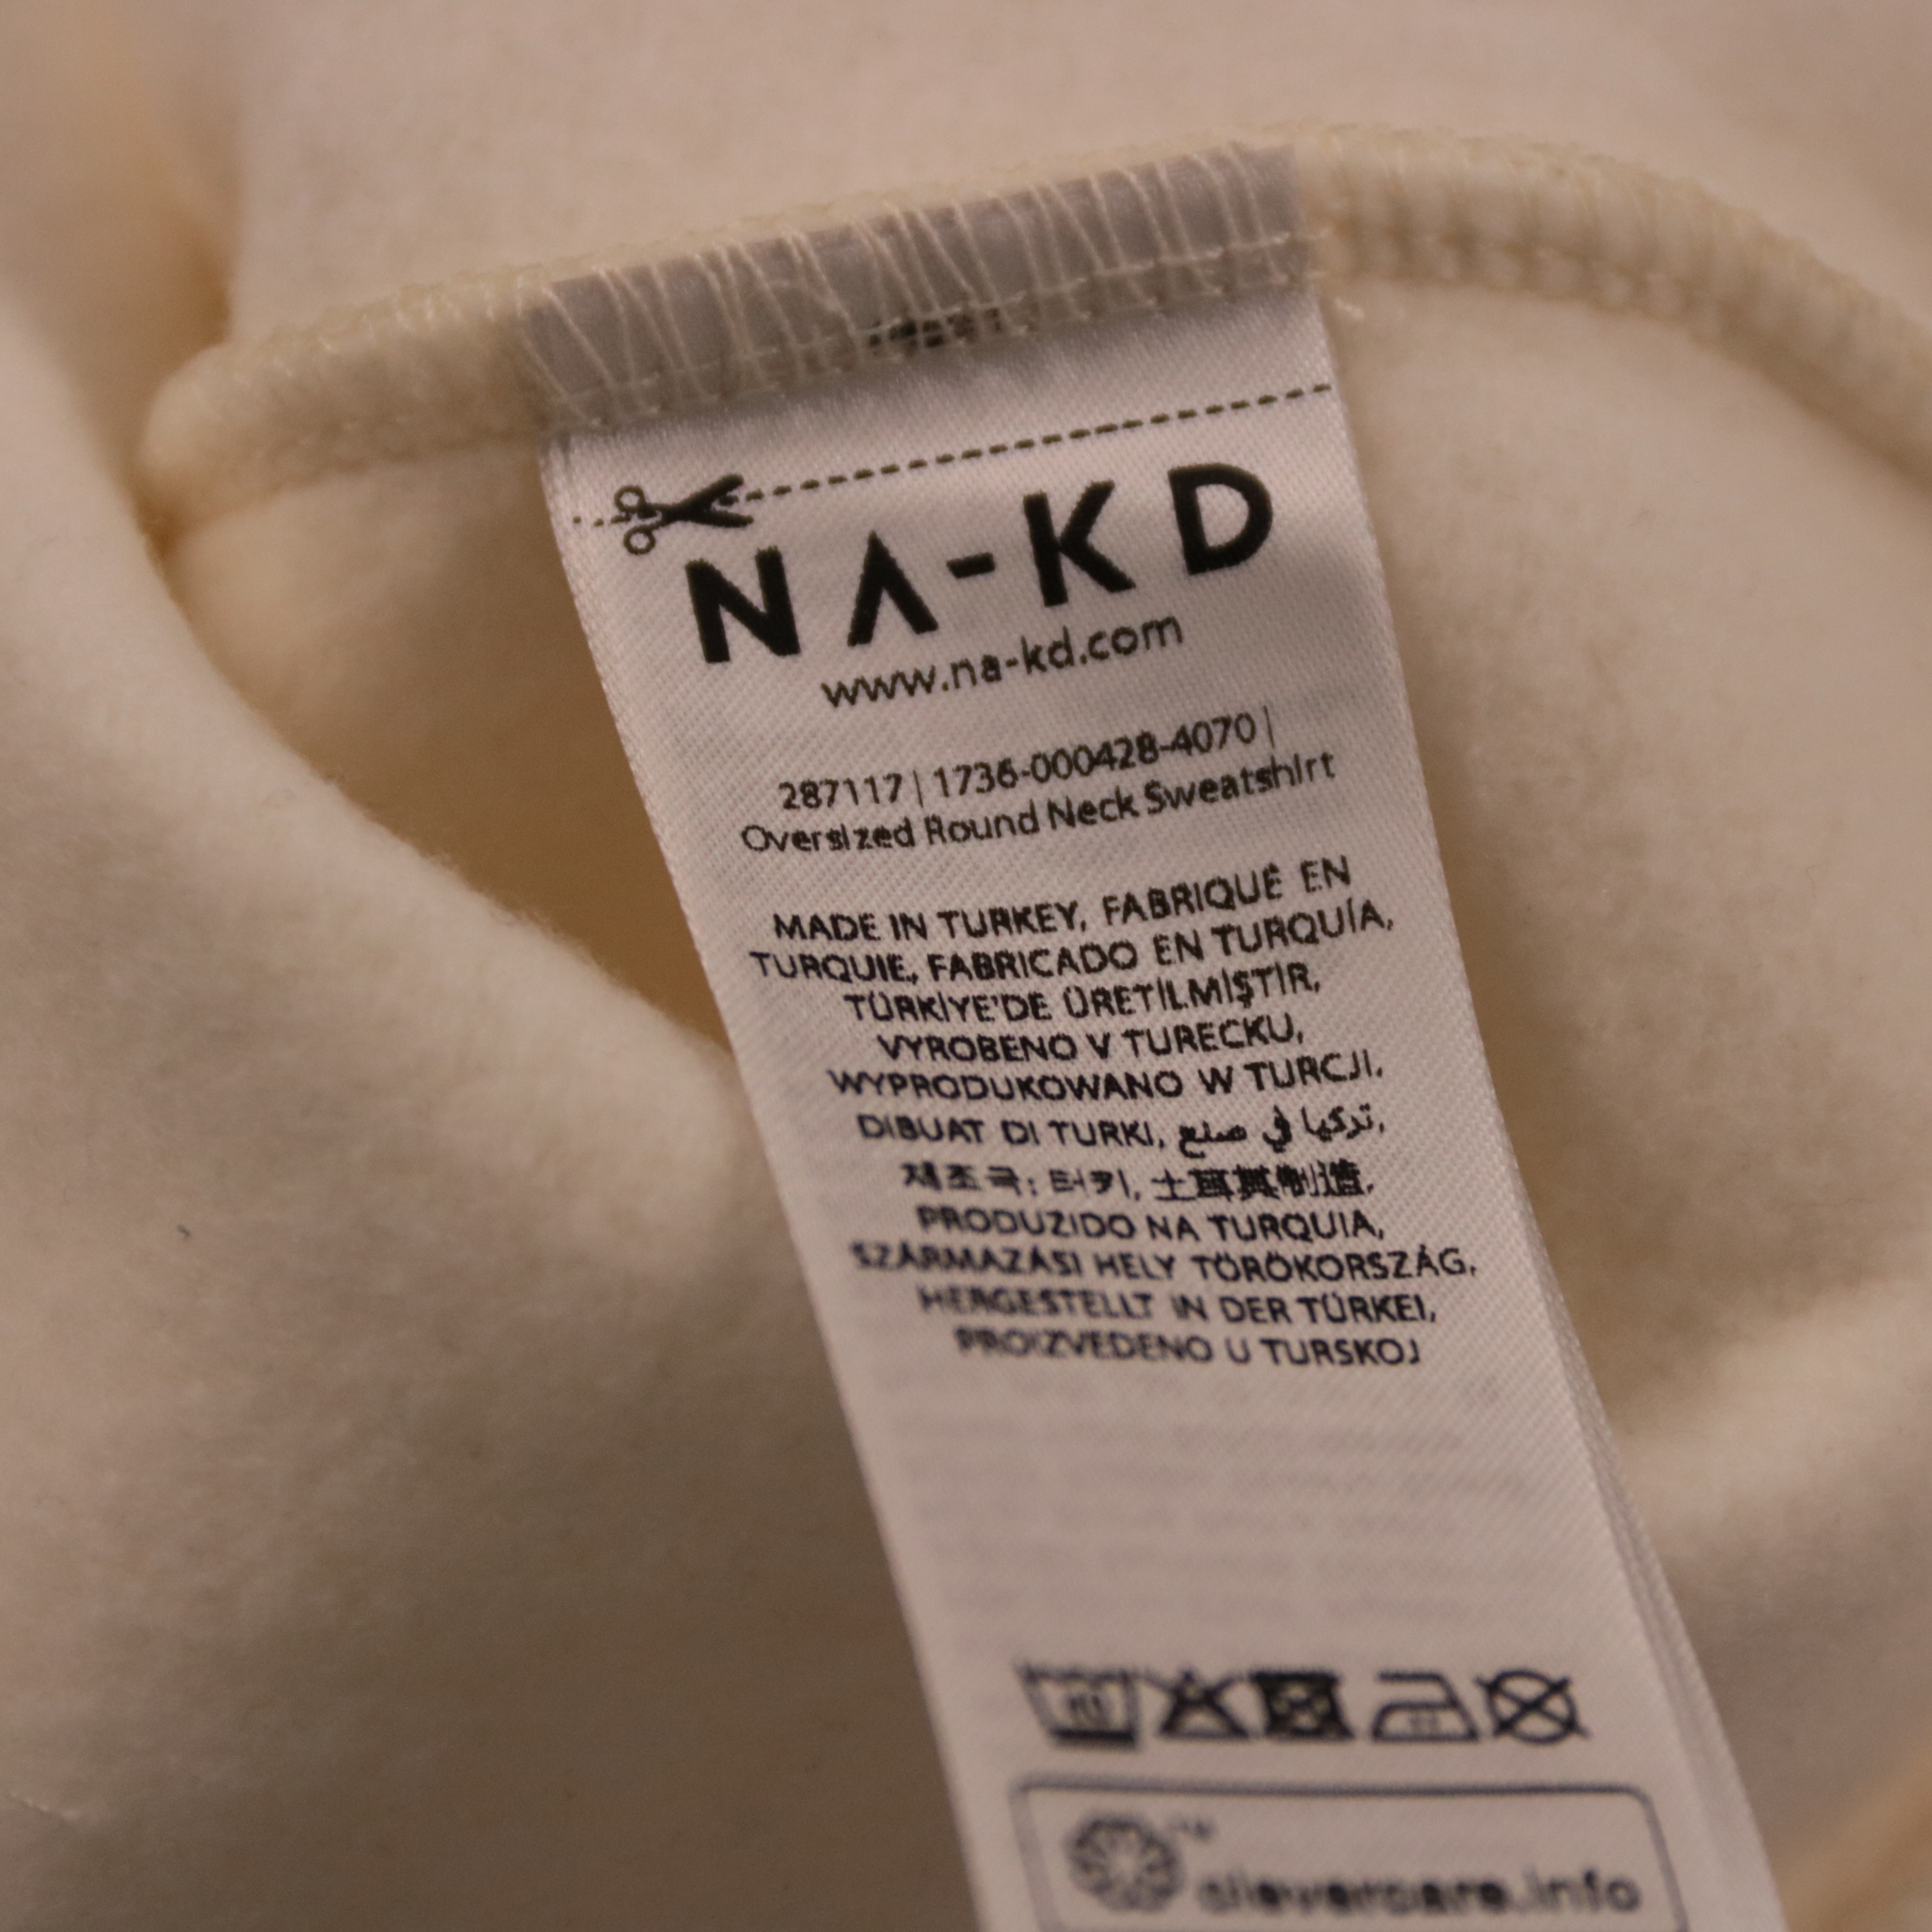 NA-KD
www.na-kd.com
287117 | 1736-000428-4070 |
Oversized Round Neck Sweatshirt
MADE IN TURKEY, FABRIQUÉ EN
TURQUIE, FABRICADO EN TURQUÍA,
TÜRKİYE'DE ÜRETİLMİŞTİR,
VYROBENO V TURECKU,
WYPRODUKOWANO W TURCJI,
DIBUAT DI TURKI, تركيا في صنع,
제조국: 터키, 土耳其制造,
PRODUZIDO NA TURQUIA,
SZÁRMAZÁSI HELY TÖRÖKORSZÁG,
HERGESTELLT IN DER TÜRKEI,
PROIZVEDENO U TURSKOJ
clevercare.info